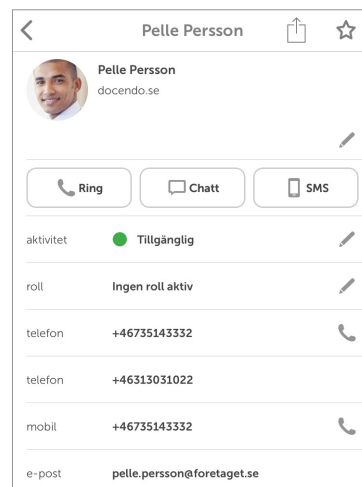 Pelle Persson
Pelle Persson
docendo.se
Ring Chatt SMS
aktivitet Tillgänglig
roll Ingen roll aktiv
telefon +46735143332
telefon +46313031022
mobil +46735143332
e-post pelle.persson@foretaget.se